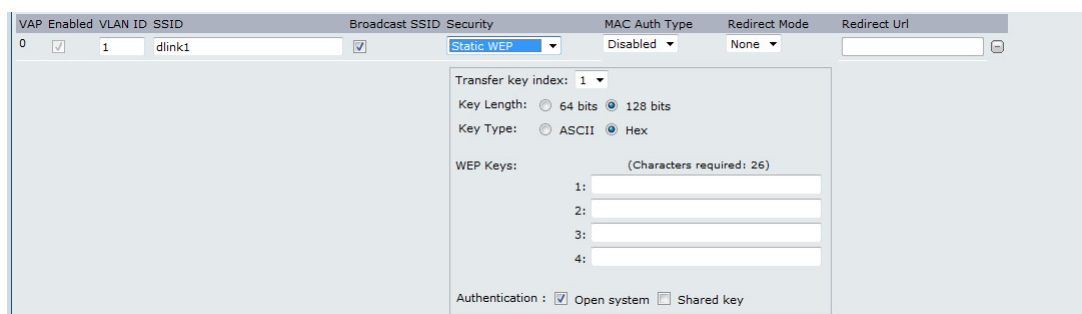 VAP Enabled VLAN ID SSID Broadcast SSID Security MAC Auth Type Redirect Mode Redirect Url
0 1 dlink1 Static WEP Disabled None
Transfer key index: 1
Key Length: 64 bits 128 bits
Key Type: ASCII Hex
WEP Keys: (Characters required: 26)
1:
2:
3:
4:
Authentication : Open system Shared key